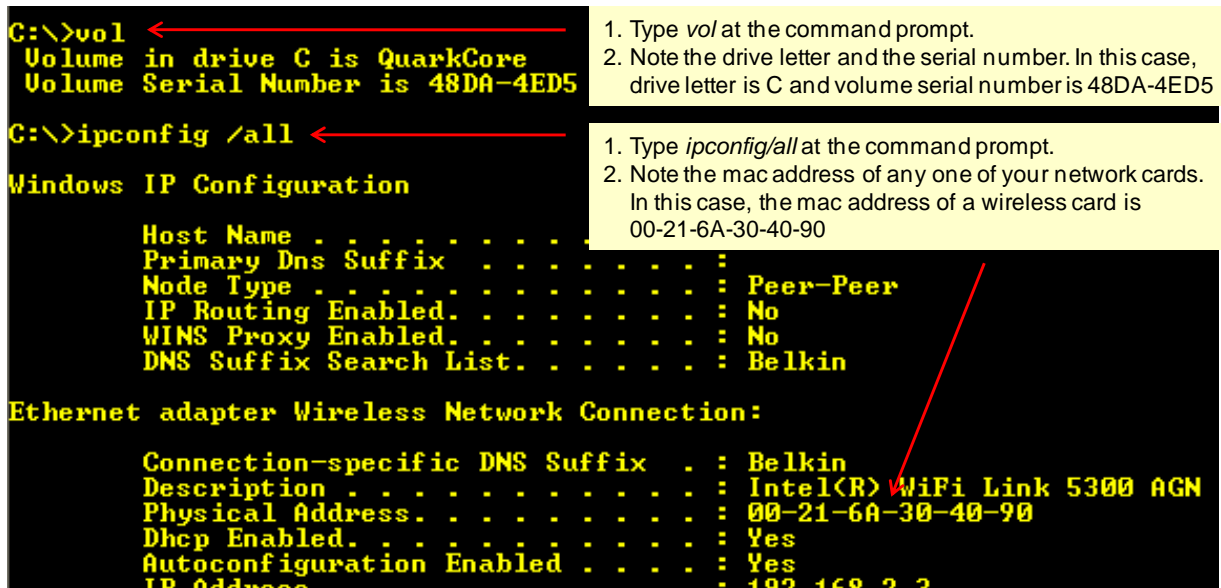 C:\>vol
Volume in drive C is QuarkCore
Volume Serial Number is 48DA-4ED5
1. Type vol at the command prompt.
2. Note the drive letter and the serial number. In this case,
drive letter is C and volume serial number is 48DA-4ED5
C:\>ipconfig /all
1. Type ipconfig/all at the command prompt.
2. Note the mac address of any one of your network cards.
In this case, the mac address of a wireless card is
00-21-6A-30-40-90
Windows IP Configuration
Host Name . . . . . . . . .
Primary Dns Suffix . . . . . . . :
Node Type . . . . . . . . . . . . : Peer-Peer
IP Routing Enabled. . . . . . . . : No
WINS Proxy Enabled. . . . . . . . : No
DNS Suffix Search List. . . . . . : Belkin
Ethernet adapter Wireless Network Connection:
Connection-specific DNS Suffix . : Belkin
Description . . . . . . . . . . . : Intel(R) WiFi Link 5300 AGN
Physical Address. . . . . . . . . : 00-21-6A-30-40-90
Dhcp Enabled. . . . . . . . . . . : Yes
Autoconfiguration Enabled . . . . : Yes
IP Address. . . . . . . . . . . . : 192.168.2.3